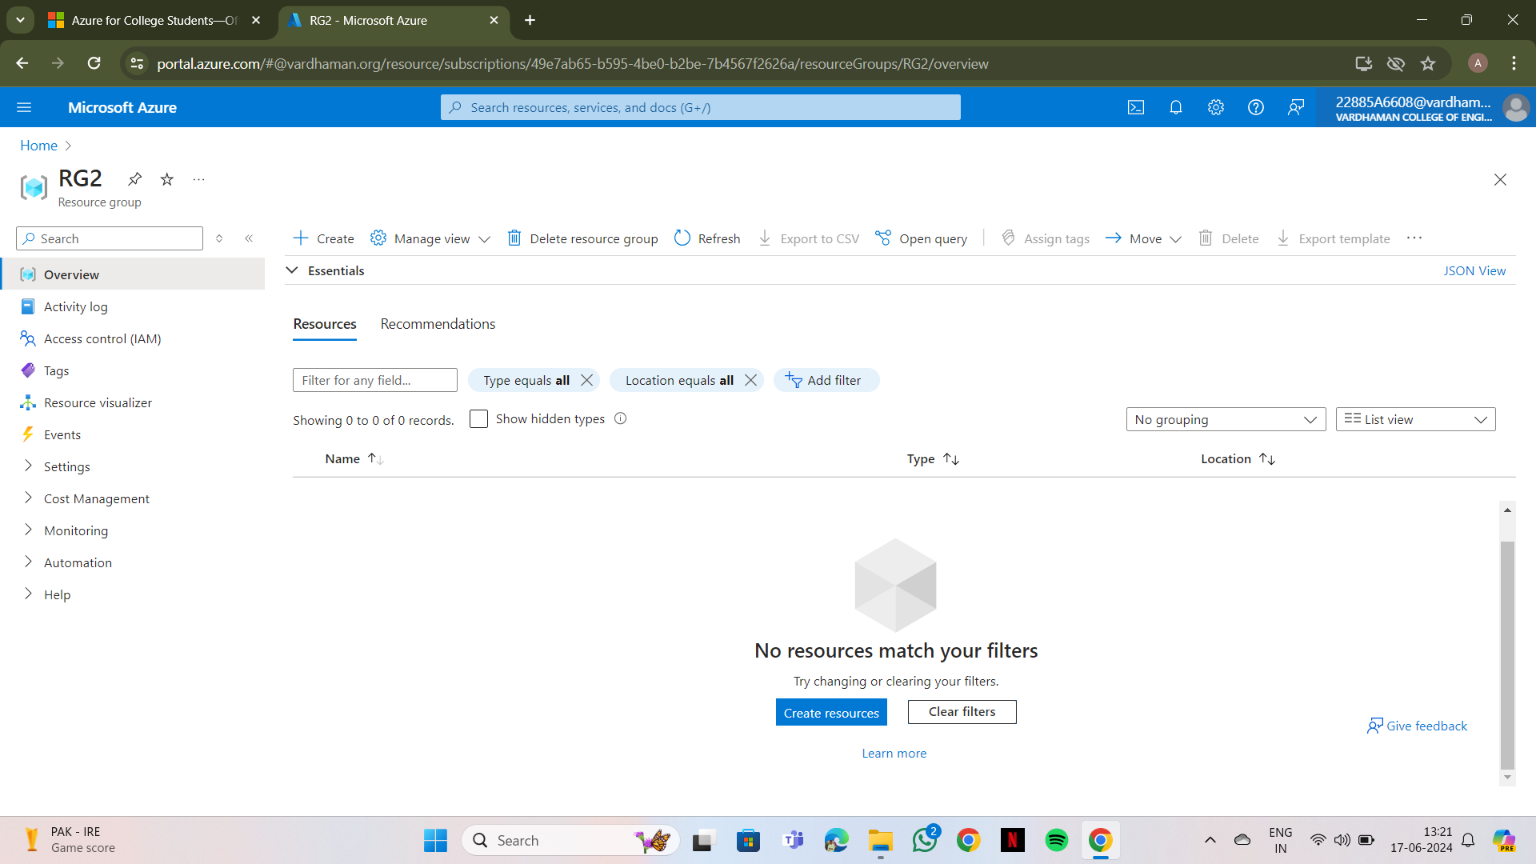 Azure for College Students—Of
RG2 - Microsoft Azure
portal.azure.com/#@vardhaman.org/resource/subscriptions/49e7ab65-b595-4be0-b2be-7b4567f2626a/resourceGroups/RG2/overview
A
Microsoft Azure
Search resources, services, and docs (G+/)
22885A6608@vardham...
VARDHAMAN COLLEGE OF ENGI...
Home
RG2
Resource group
Search
Create
Manage view
Delete resource group
Refresh
Export to CSV
Open query
Assign tags
Move
Delete
Export template
Overview
Activity log
Access control (IAM)
Tags
Resource visualizer
Events
Settings
Cost Management
Monitoring
Automation
Help
Essentials
JSON View
Resources
Recommendations
Filter for any field...
Type equals all
Location equals all
Add filter
Showing 0 to 0 of 0 records.
Show hidden types
No grouping
List view
Name
Type
Location
No resources match your filters
Try changing or clearing your filters.
Create resources
Clear filters
Learn more
Give feedback
PAK - IRE
Game score
Search
2
ENG
IN
13:21
17-06-2024
PRE